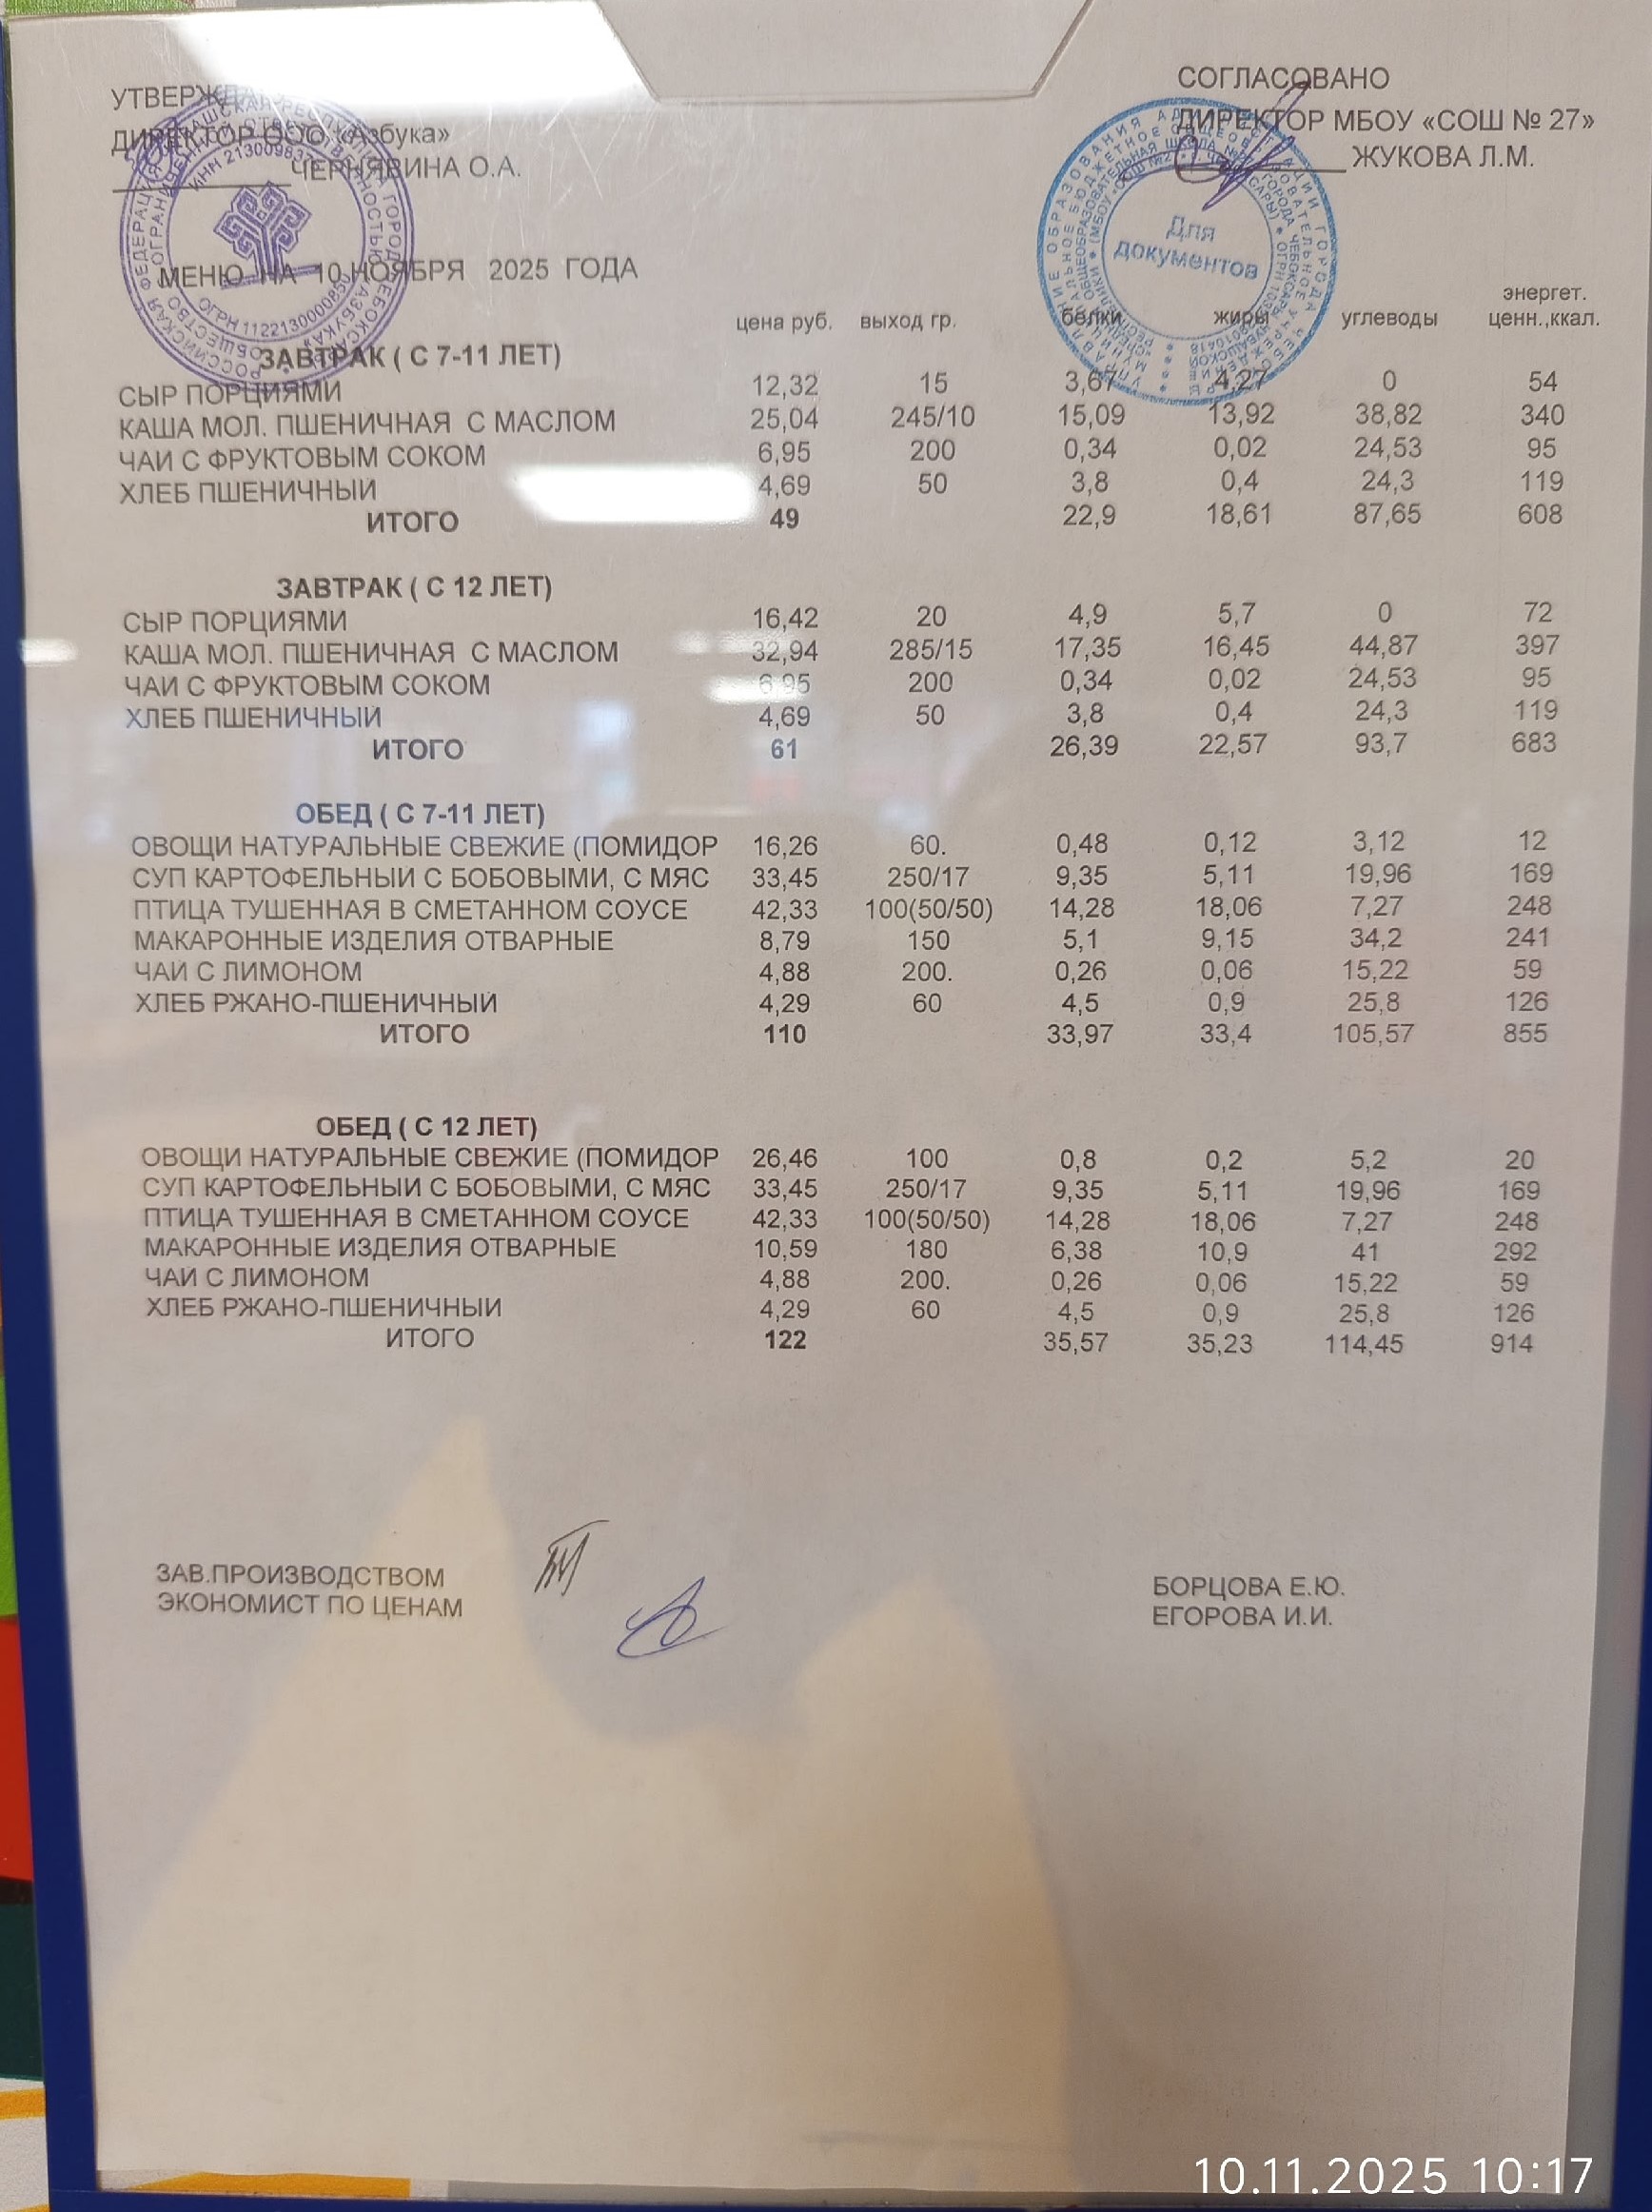 СОГЛАСОВАНО
УТВЕРЖДА
ДИРЕКТОР МБОУ «СОШ № 27»
ДИРЕКТОР ООО «Азбука»
ЖУКОВА Л.М.
ЧЕРНЯВИНА О.А.
Для
документов
МЕНЮ НА 10 НОЯБРЯ 2025 ГОДА
цена руб. выход гр. белки жиры углеводы энергет. ценн.,ккал.
ЗАВТРАК ( С 7-11 ЛЕТ)
СЫР ПОРЦИЯМИ 12,32 15 3,67 4,27 0 54
КАША МОЛ. ПШЕНИЧНАЯ С МАСЛОМ 25,04 245/10 15,09 13,92 38,82 340
ЧАЙ С ФРУКТОВЫМ СОКОМ 6,95 200 0,34 0,02 24,53 95
ХЛЕБ ПШЕНИЧНЫЙ 4,69 50 3,8 0,4 24,3 119
ИТОГО 49 22,9 18,61 87,65 608
ЗАВТРАК ( С 12 ЛЕТ)
СЫР ПОРЦИЯМИ 16,42 20 4,9 5,7 0 72
КАША МОЛ. ПШЕНИЧНАЯ С МАСЛОМ 32,94 285/15 17,35 16,45 44,87 397
ЧАЙ С ФРУКТОВЫМ СОКОМ 6,95 200 0,34 0,02 24,53 95
ХЛЕБ ПШЕНИЧНЫЙ 4,69 50 3,8 0,4 24,3 119
ИТОГО 61 26,39 22,57 93,7 683
ОБЕД ( С 7-11 ЛЕТ)
ОВОЩИ НАТУРАЛЬНЫЕ СВЕЖИЕ (ПОМИДОР 16,26 60. 0,48 0,12 3,12 12
СУП КАРТОФЕЛЬНЫЙ С БОБОВЫМИ, С МЯС 33,45 250/17 9,35 5,11 19,96 169
ПТИЦА ТУШЕННАЯ В СМЕТАННОМ СОУСЕ 42,33 100(50/50) 14,28 18,06 7,27 248
МАКАРОННЫЕ ИЗДЕЛИЯ ОТВАРНЫЕ 8,79 150 5,1 9,15 34,2 241
ЧАЙ С ЛИМОНОМ 4,88 200. 0,26 0,06 15,22 59
ХЛЕБ РЖАНО-ПШЕНИЧНЫЙ 4,29 60 4,5 0,9 25,8 126
ИТОГО 110 33,97 33,4 105,57 855
ОБЕД ( С 12 ЛЕТ)
ОВОЩИ НАТУРАЛЬНЫЕ СВЕЖИЕ (ПОМИДОР 26,46 100 0,8 0,2 5,2 20
СУП КАРТОФЕЛЬНЫЙ С БОБОВЫМИ, С МЯС 33,45 250/17 9,35 5,11 19,96 169
ПТИЦА ТУШЕННАЯ В СМЕТАННОМ СОУСЕ 42,33 100(50/50) 14,28 18,06 7,27 248
МАКАРОННЫЕ ИЗДЕЛИЯ ОТВАРНЫЕ 10,59 180 6,38 10,9 41 292
ЧАЙ С ЛИМОНОМ 4,88 200. 0,26 0,06 15,22 59
ХЛЕБ РЖАНО-ПШЕНИЧНЫЙ 4,29 60 4,5 0,9 25,8 126
ИТОГО 122 35,57 35,23 114,45 914
ЗАВ.ПРОИЗВОДСТВОМ БОРЦОВА Е.Ю.
ЭКОНОМИСТ ПО ЦЕНАМ ЕГОРОВА И.И.
10.11.2025 10:17